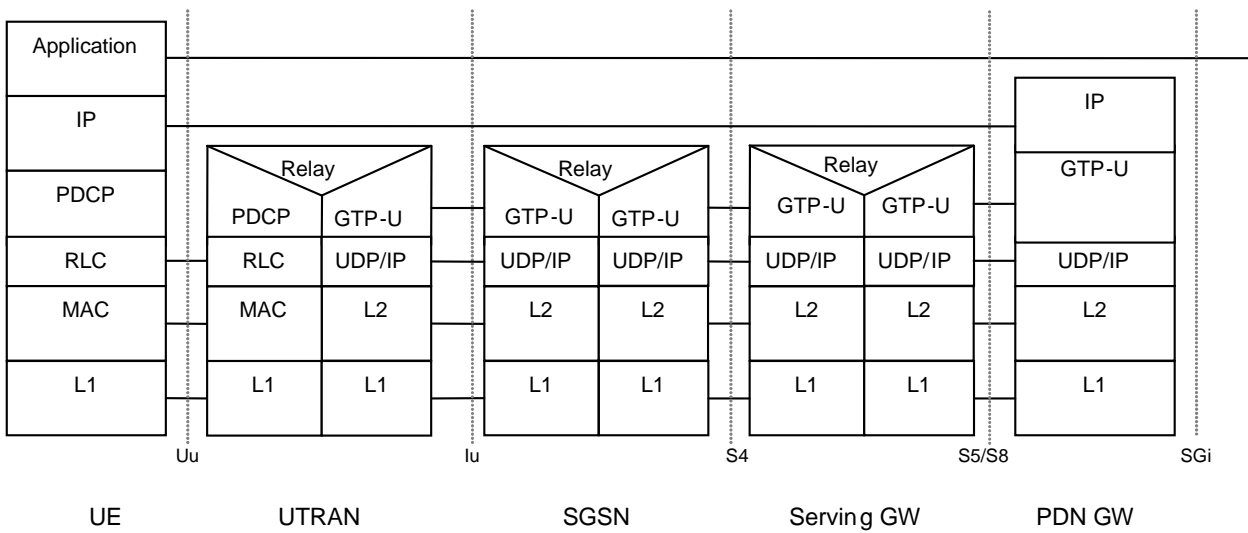 Application
IP
IP
Relay
Relay
Relay
GTP-U
PDCP
PDCP
GTP-U
GTP-U
GTP-U
GTP-U
GTP-U
RLC
RLC
UDP/IP
UDP/IP
UDP/IP
UDP/IP
UDP/IP
UDP/IP
MAC
MAC
L2
L2
L2
L2
L2
L2
L1
L1
L1
L1
L1
L1
L1
L1
Uu
Iu
S4
S5/S8
SGi
UE
UTRAN
SGSN
Serving GW
PDN GW